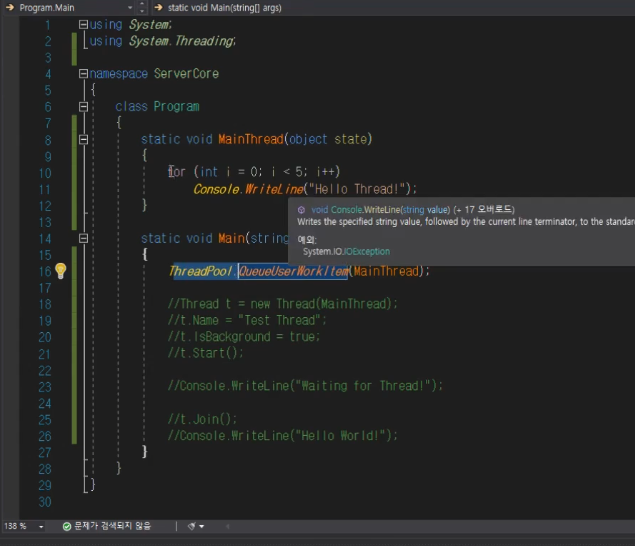 Program.Main
static void Main(string[] args)
1 using System;
2 using System.Threading;
3
4 namespace ServerCore
5 {
6 class Program
7 {
8 static void MainThread(object state)
9 {
10 for (int i = 0; i < 5; i++)
11 Console.WriteLine("Hello Thread!");
12 }
void Console.WriteLine(string value) (+ 17 오버로드)
13
Writes the specified string value, followed by the current line terminator, to the standar
14 static void Main(string
예외:
System.IO.IOException
15 {
16 ThreadPool.QueueUserWorkItem(MainThread);
17
18 //Thread t = new Thread(MainThread);
19 //t.Name = "Test Thread";
20 //t.IsBackground = true;
21 //t.Start();
22
23 //Console.WriteLine("Waiting for Thread!");
24
25 //t.Join();
26 //Console.WriteLine("Hello World!");
27 }
28 }
29 }
30
138 %
문제가 검색되지 않음